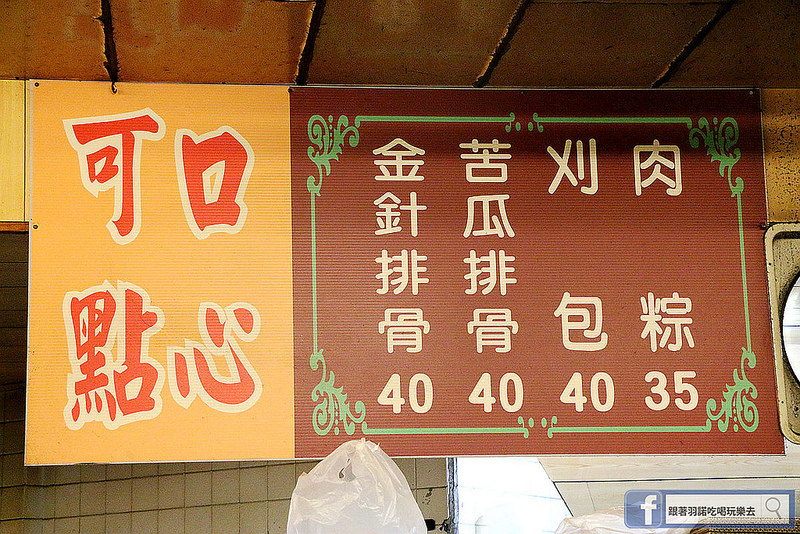 可口
點心
肉粽 35
刈包 40
苦瓜排骨 40
金針排骨 40
跟著羽諾吃喝玩樂去